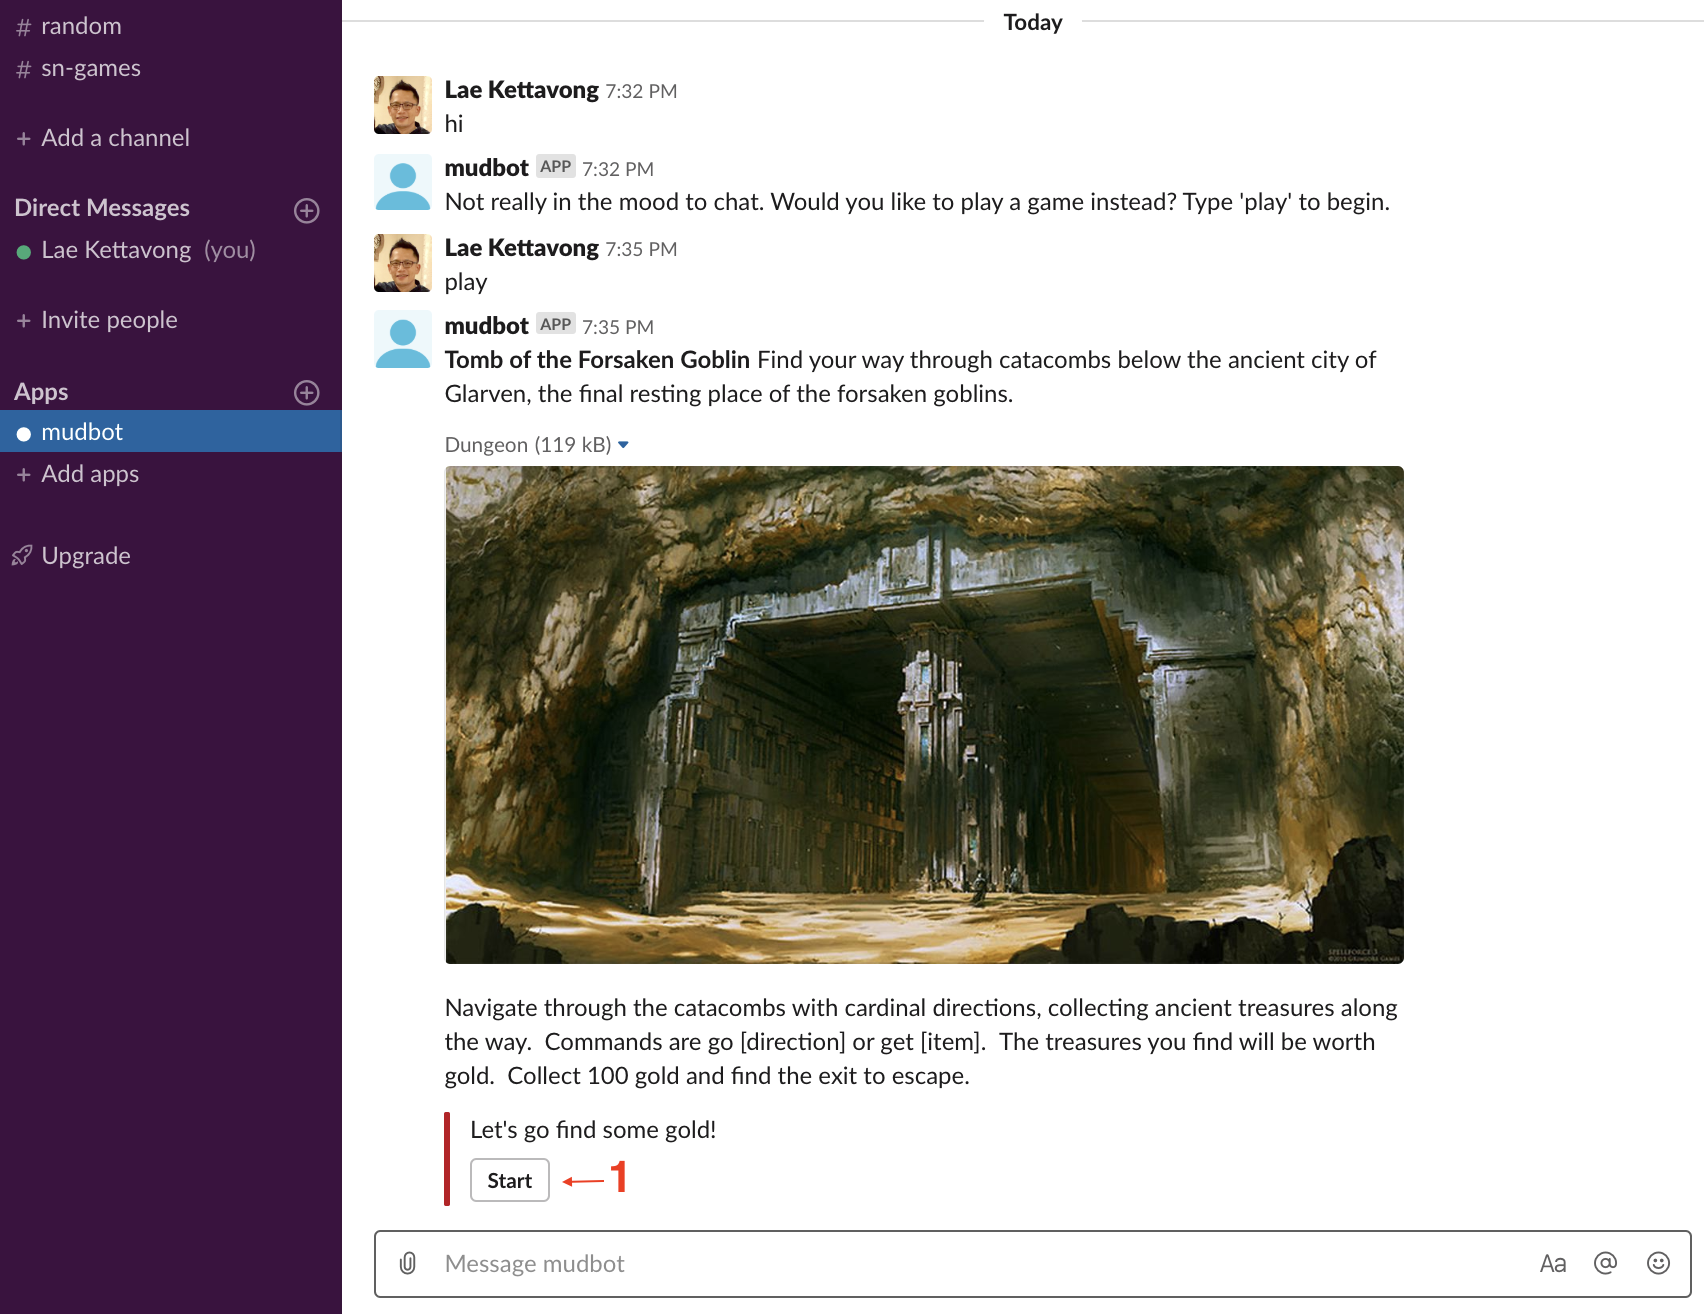 # random
# sn-games
+ Add a channel
Direct Messages
Lae Kettavong (you)
+ Invite people
Apps
mudbot
+ Add apps
Upgrade
Today
Lae Kettavong 7:32 PM
hi
mudbot APP 7:32 PM
Not really in the mood to chat. Would you like to play a game instead? Type 'play' to begin.
Lae Kettavong 7:35 PM
play
mudbot APP 7:35 PM
Tomb of the Forsaken Goblin Find your way through catacombs below the ancient city of
Glarven, the final resting place of the forsaken goblins.
Dungeon (119 kB)
SPELLFORCE 3
Navigate through the catacombs with cardinal directions, collecting ancient treasures along
the way.  Commands are go [direction] or get [item].  The treasures you find will be worth
gold.  Collect 100 gold and find the exit to escape.
Let's go find some gold!
Start 1
Message mudbot Aa @